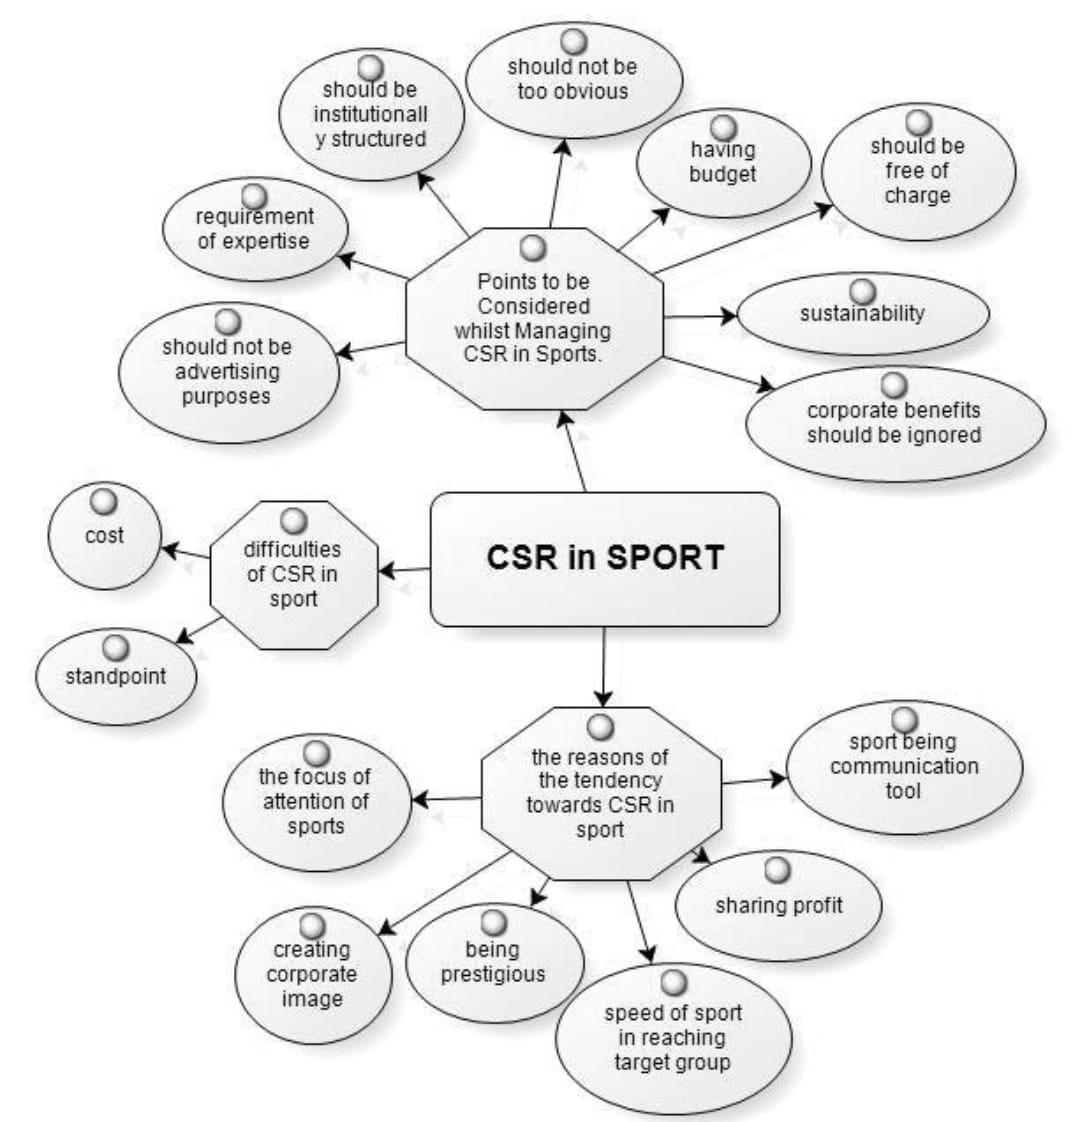 should not be
too obvious
should be
institutionall
y structured
having
budget
should be
free of
charge
requirement
of expertise
Points to be
Considered
whilst Managing
CSR in Sports.
sustainability
should not be
advertising
purposes
corporate benefits
should be ignored
cost
difficulties
of CSR in
sport
CSR in SPORT
standpoint
the focus of
attention of
sports
the reasons of
the tendency
towards CSR in
sport
sport being
communication
tool
sharing profit
creating
corporate
image
being
prestigious
speed of sport
in reaching
target group